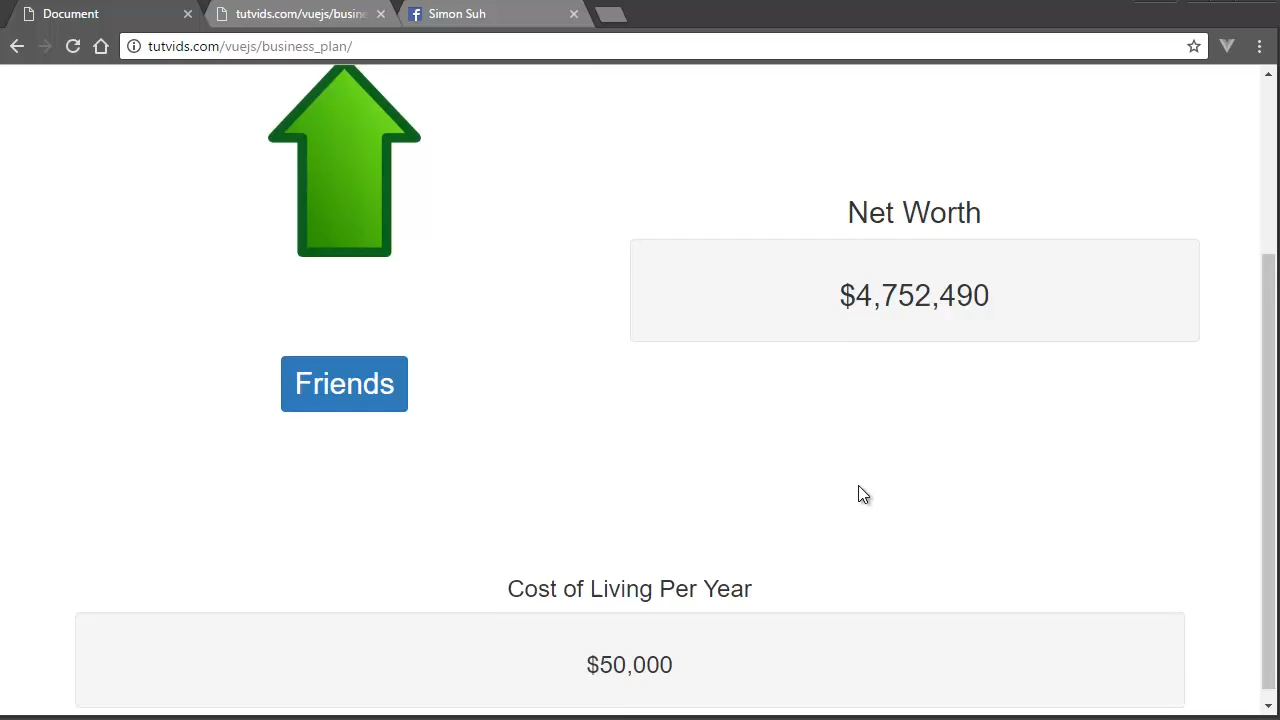 Document
tutvids.com/vuejs/busine
Simon Suh
tutvids.com/vuejs/business_plan/
Net Worth
$4,752,490
Friends
Cost of Living Per Year
$50,000